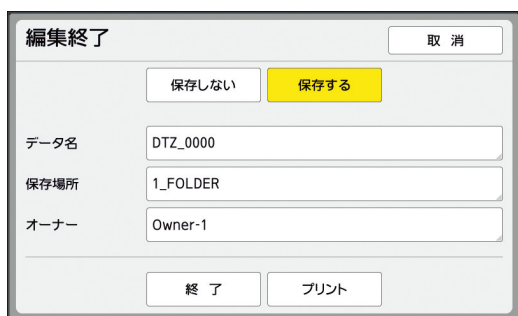 編集終了
取 消
保存しない
保存する
データ名
DTZ_0000
保存場所
1_FOLDER
オーナー
Owner-1
終 了
プリント